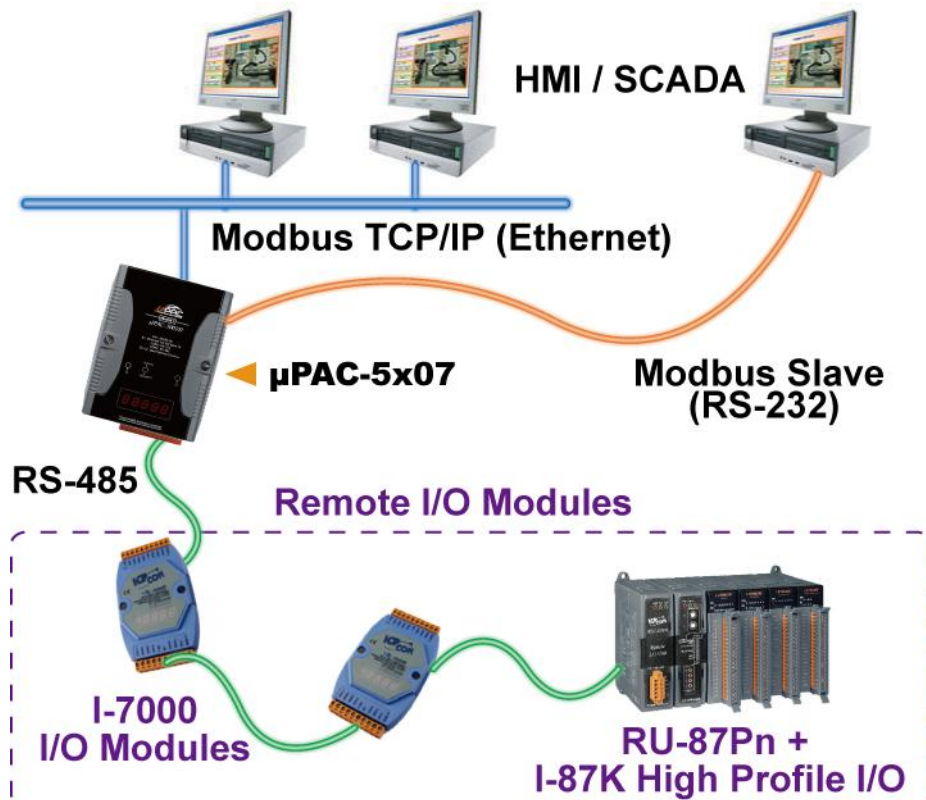 HMI / SCADA
Modbus TCP/IP (Ethernet)
µPAC-5x07
Modbus Slave
(RS-232)
RS-485
Remote I/O Modules
I-7000
I/O Modules
RU-87Pn +
I-87K High Profile I/O